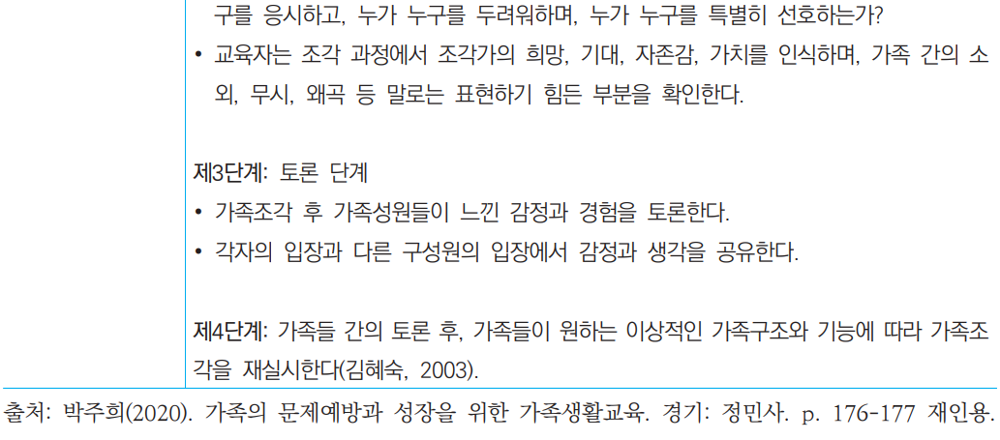 구를 응시하고, 누가 누구를 두려워하며, 누가 누구를 특별히 선호하는가?
• 교육자는 조각 과정에서 조각가의 희망, 기대, 자존감, 가치를 인식하며, 가족 간의 소
외, 무시, 왜곡 등 말로는 표현하기 힘든 부분을 확인한다.
제3단계: 토론 단계
• 가족조각 후 가족성원들이 느낀 감정과 경험을 토론한다.
• 각자의 입장과 다른 구성원의 입장에서 감정과 생각을 공유한다.
제4단계: 가족들 간의 토론 후, 가족들이 원하는 이상적인 가족구조와 기능에 따라 가족조
각을 재실시한다(김혜숙, 2003).
출처: 박주희(2020). 가족의 문제예방과 성장을 위한 가족생활교육. 경기: 정민사. p. 176-177 재인용.